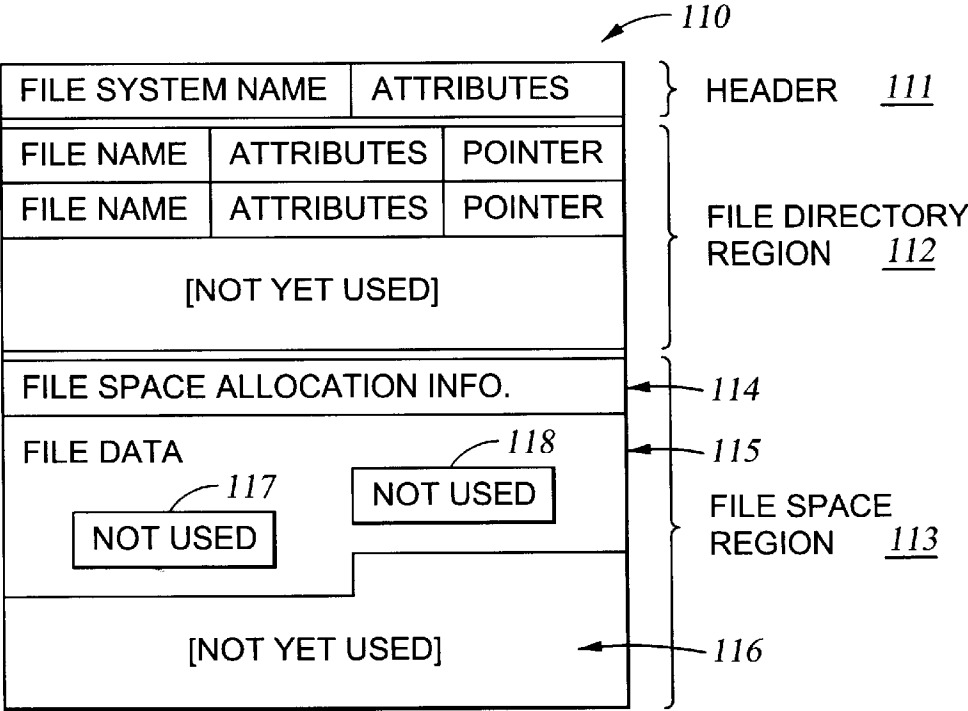 110
FILE SYSTEM NAME ATTRIBUTES HEADER 111
FILE NAME ATTRIBUTES POINTER
FILE NAME ATTRIBUTES POINTER
FILE DIRECTORY
REGION 112
[NOT YET USED]
FILE SPACE ALLOCATION INFO. 114
FILE DATA 115
118
NOT USED
117
NOT USED
FILE SPACE
REGION 113
[NOT YET USED] 116